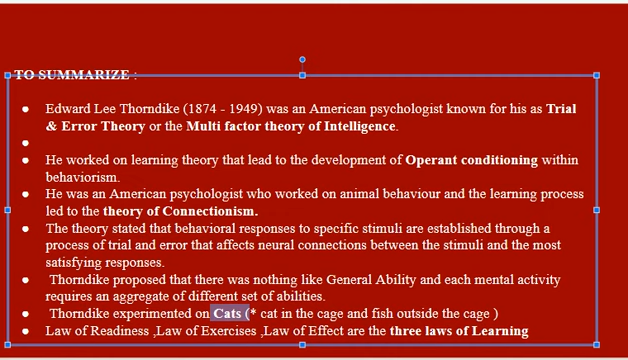 TO SUMMARIZE :
● Edward Lee Thorndike (1874 - 1949) was an American psychologist known for his as Trial
& Error Theory or the Multi factor theory of Intelligence.
●
● He worked on learning theory that lead to the development of Operant conditioning within
behaviorism.
● He was an American psychologist who worked on animal behaviour and the learning process
led to the theory of Connectionism.
● The theory stated that behavioral responses to specific stimuli are established through a
process of trial and error that affects neural connections between the stimuli and the most
satisfying responses.
● Thorndike proposed that there was nothing like General Ability and each mental activity
requires an aggregate of different set of abilities.
● Thorndike experimented on Cats (* cat in the cage and fish outside the cage )
● Law of Readiness ,Law of Exercises ,Law of Effect are the three laws of Learning